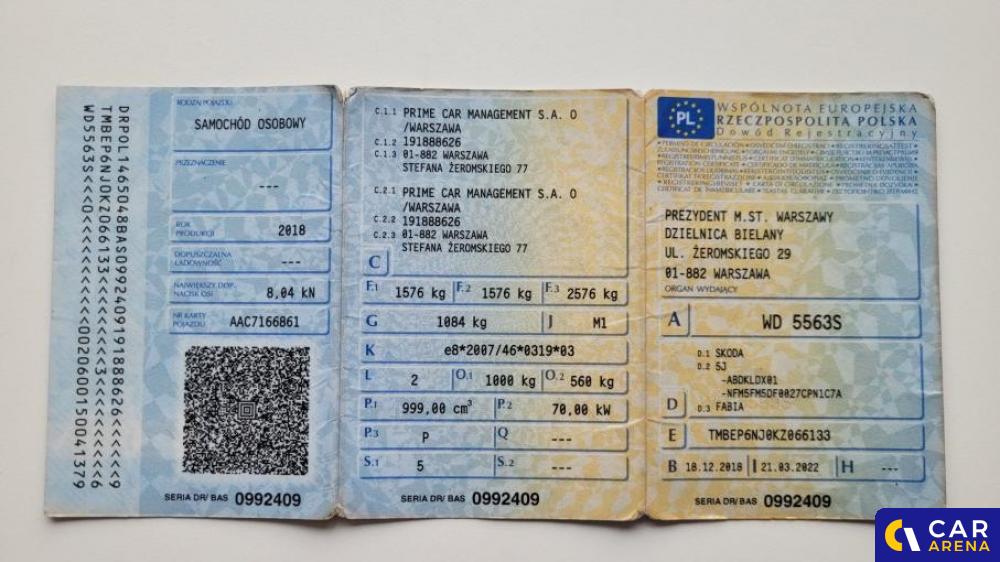 DRPOL1465048BAS0992409191888626<<<<<<9
TMBEP6NJ0KZ066133<<<<<<<<<<3<<<<<<<<<6
WD5563S<<0<<<<<<<<<<<<0020600150041379
RODZAJ POJAZDU
SAMOCHÓD OSOBOWY
PRZEZNACZENIE
---
ROK PRODUKCJI
2018
DOPUSZCZALNA ŁADOWNOŚĆ
---
NAJWIĘKSZY DOP. NACISK OSI
8,04 kN
NR KARTY POJAZDU
AAC7166861
SERIA DR/ BAS 0992409
C.1.1 PRIME CAR MANAGEMENT S.A. O
/WARSZAWA
C.1.2 191888626
C.1.3 01-882 WARSZAWA
STEFANA ŻEROMSKIEGO 77
C.2.1 PRIME CAR MANAGEMENT S.A. O
/WARSZAWA
C.2.2 191888626
C.2.3 01-882 WARSZAWA
STEFANA ŻEROMSKIEGO 77
C
F.1 1576 kg F.2 1576 kg F.3 2576 kg
G 1084 kg J M1
K e8*2007/46*0319*03
L 2 O.1 1000 kg O.2 560 kg
P.1 999,00 cm³ P.2 70,00 kW
P.3 P Q ---
S.1 5 S.2 ---
SERIA DR/ BAS 0992409
PL
WSPÓLNOTA EUROPEJSKA
RZECZPOSPOLITA POLSKA
Dowód Rejestracyjny
PREZYDENT M.ST. WARSZAWY
DZIELNICA BIELANY
UL. ŻEROMSKIEGO 29
01-882 WARSZAWA
ORGAN WYDAJĄCY
A WD 5563S
D.1 SKODA
D.2 5J
-ABDKLDX01
-NFM5FM5DF0027CPN1C7A
D D.3 FABIA
E TMBEP6NJ0KZ066133
B 18.12.2018 I 21.03.2022 H ---
SERIA DR/ BAS 0992409
CAR
ARENA